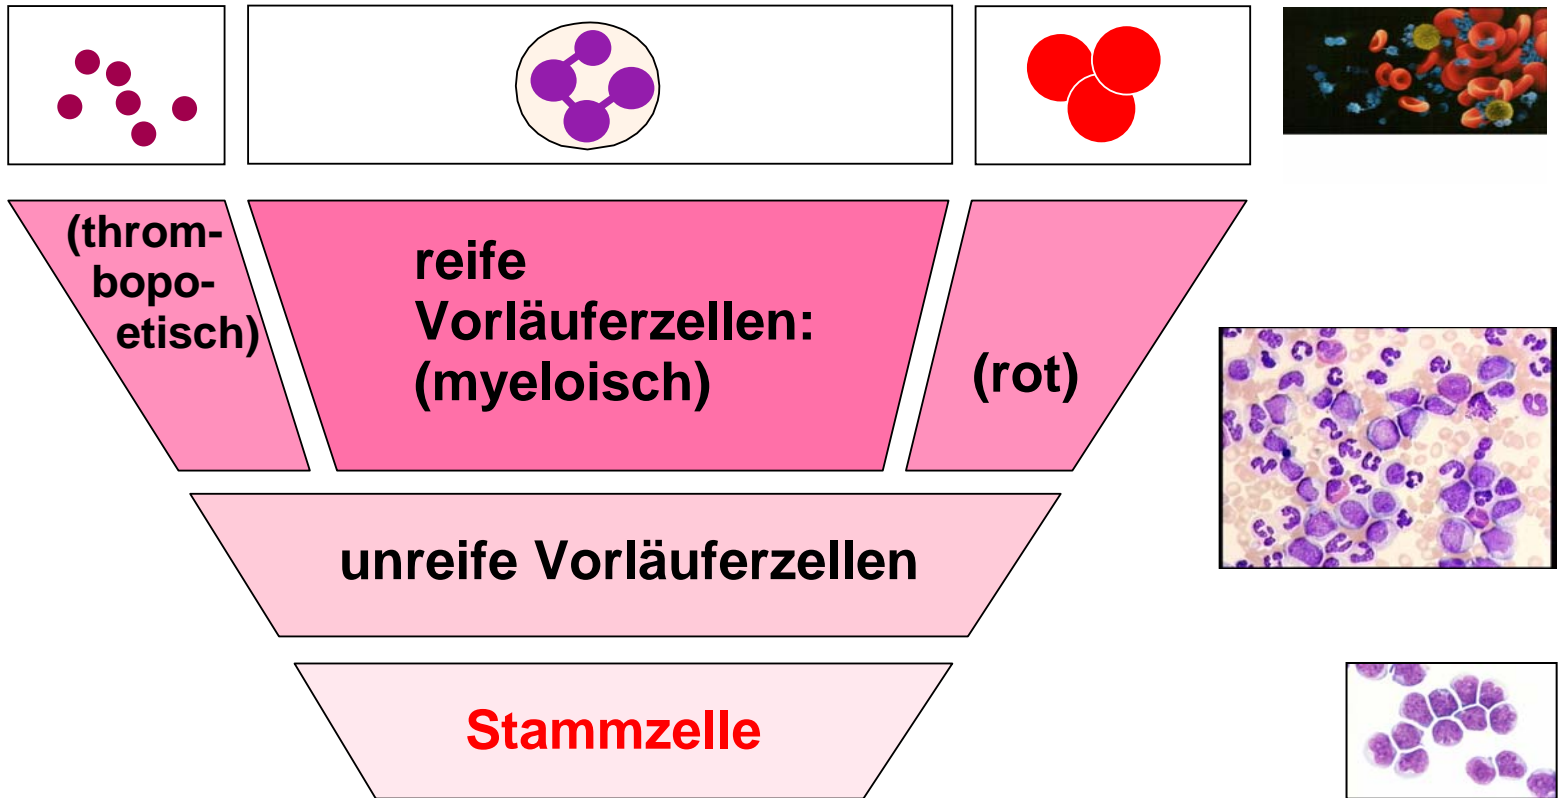 (throm-
bopo-
etisch)
reife
Vorläuferzellen:
(myeloisch)
(rot)
unreife Vorläuferzellen
Stammzelle